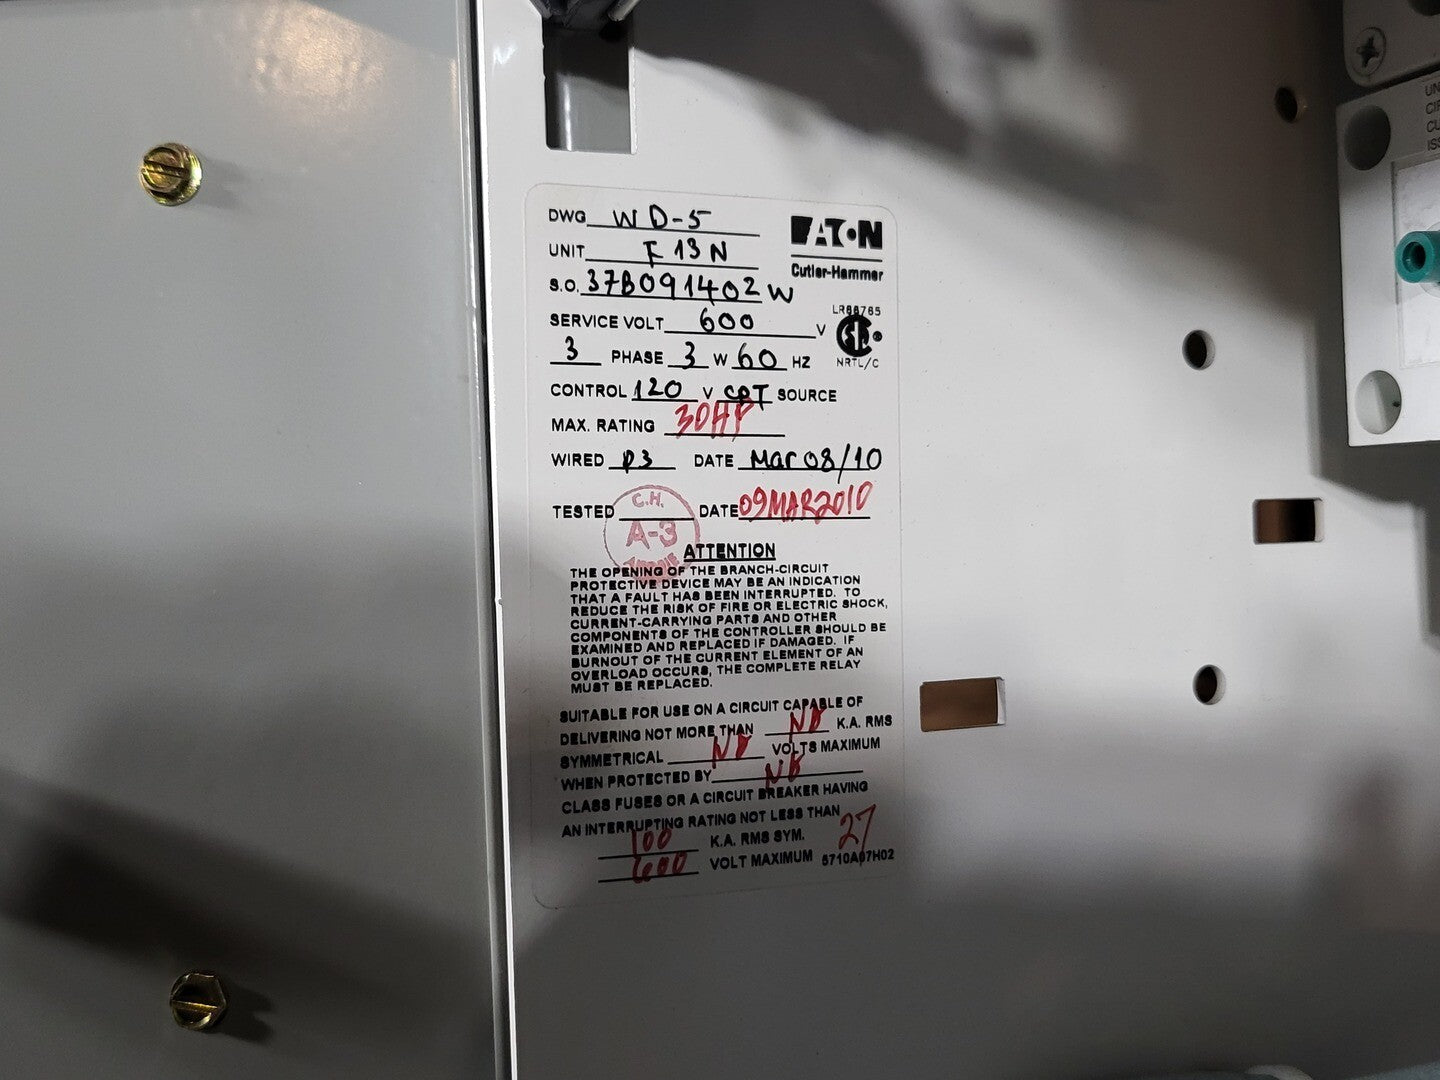 DWG WD-5
EATON
UNIT F13N
Cutler-Hammer
S.O. 37B091402W
LR68765
SERVICE VOLT 600 V
NRTL/C
3 PHASE 3 W 60 HZ
CONTROL 120 V CPT SOURCE
MAX. RATING 30HP
WIRED P3 DATE Mar 08/10
TESTED DATE 09MAR2010
C.H.
A-3
ATTENTION
THE OPENING OF THE BRANCH-CIRCUIT
PROTECTIVE DEVICE MAY BE AN INDICATION
THAT A FAULT HAS BEEN INTERRUPTED. TO
REDUCE THE RISK OF FIRE OR ELECTRIC SHOCK,
CURRENT-CARRYING PARTS AND OTHER
COMPONENTS OF THE CONTROLLER SHOULD BE
EXAMINED AND REPLACED IF DAMAGED. IF
BURNOUT OF THE CURRENT ELEMENT OF AN
OVERLOAD OCCURS, THE COMPLETE RELAY
MUST BE REPLACED.
SUITABLE FOR USE ON A CIRCUIT CAPABLE OF
DELIVERING NOT MORE THAN K.A. RMS
SYMMETRICAL VOLTS MAXIMUM
WHEN PROTECTED BY
CLASS FUSES OR A CIRCUIT BREAKER HAVING
AN INTERRUPTING RATING NOT LESS THAN
100 K.A. RMS SYM. 27
600 VOLT MAXIMUM 5710A07H02